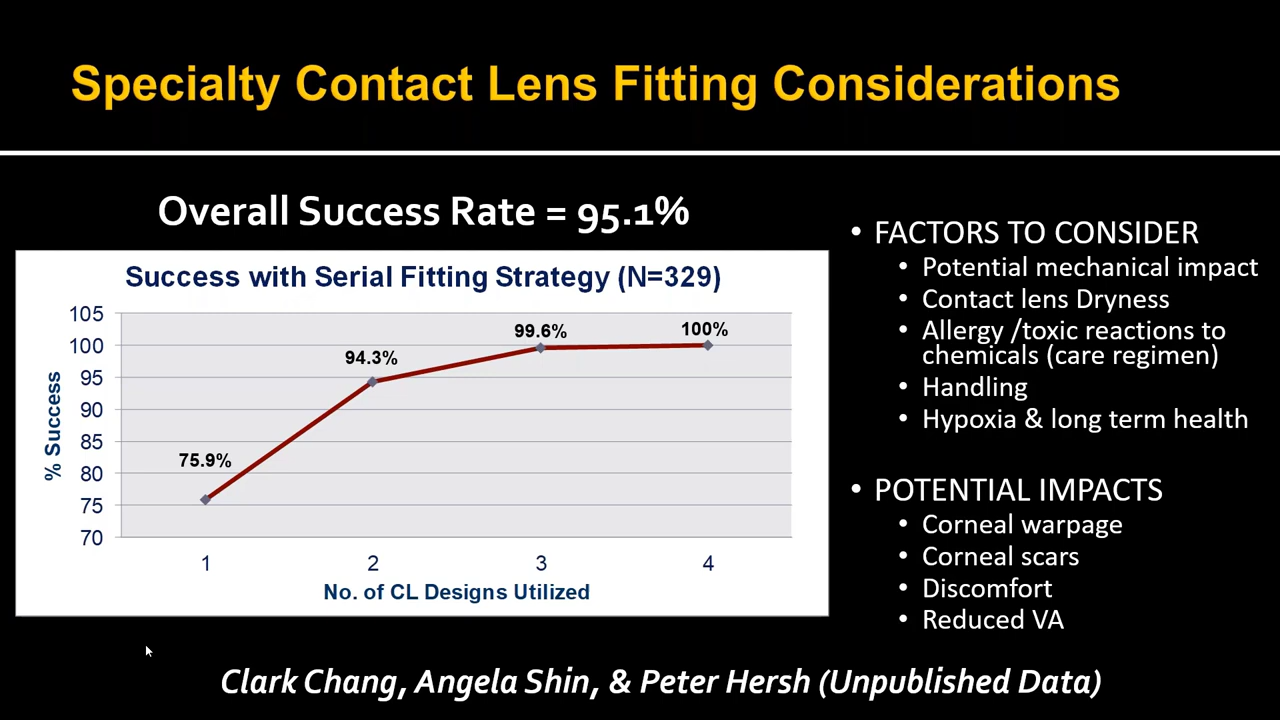 Specialty Contact Lens Fitting Considerations
Overall Success Rate = 95.1%
Success with Serial Fitting Strategy (N=329)
% Success
105
100
95
90
85
80
75
70
75.9%
94.3%
99.6%
100%
1
2
3
4
No. of CL Designs Utilized
• FACTORS TO CONSIDER
• Potential mechanical impact
• Contact lens Dryness
• Allergy /toxic reactions to
chemicals (care regimen)
• Handling
• Hypoxia & long term health
• POTENTIAL IMPACTS
• Corneal warpage
• Corneal scars
• Discomfort
• Reduced VA
Clark Chang, Angela Shin, & Peter Hersh (Unpublished Data)